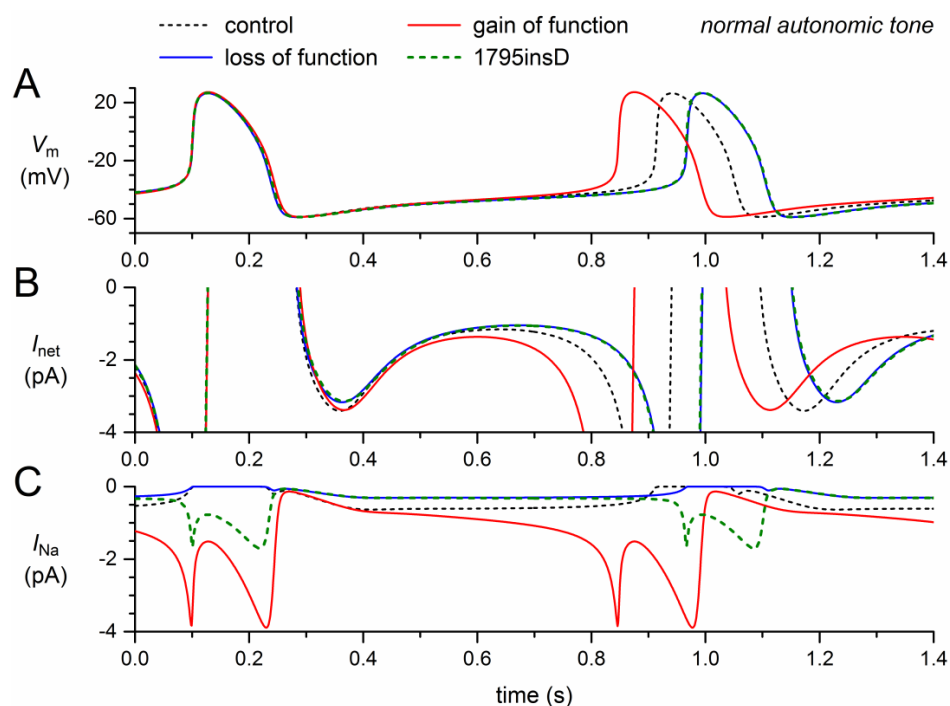 control gain of function normal autonomic tone
loss of function 1795insD
A
20
Vm
-20
(mV)
-60
0.0 0.2 0.4 0.6 0.8 1.0 1.2 1.4
B
0
Inet
-2
(pA)
-4
0.0 0.2 0.4 0.6 0.8 1.0 1.2 1.4
C
0
INa
-2
(pA)
-4
0.0 0.2 0.4 0.6 0.8 1.0 1.2 1.4
time (s)